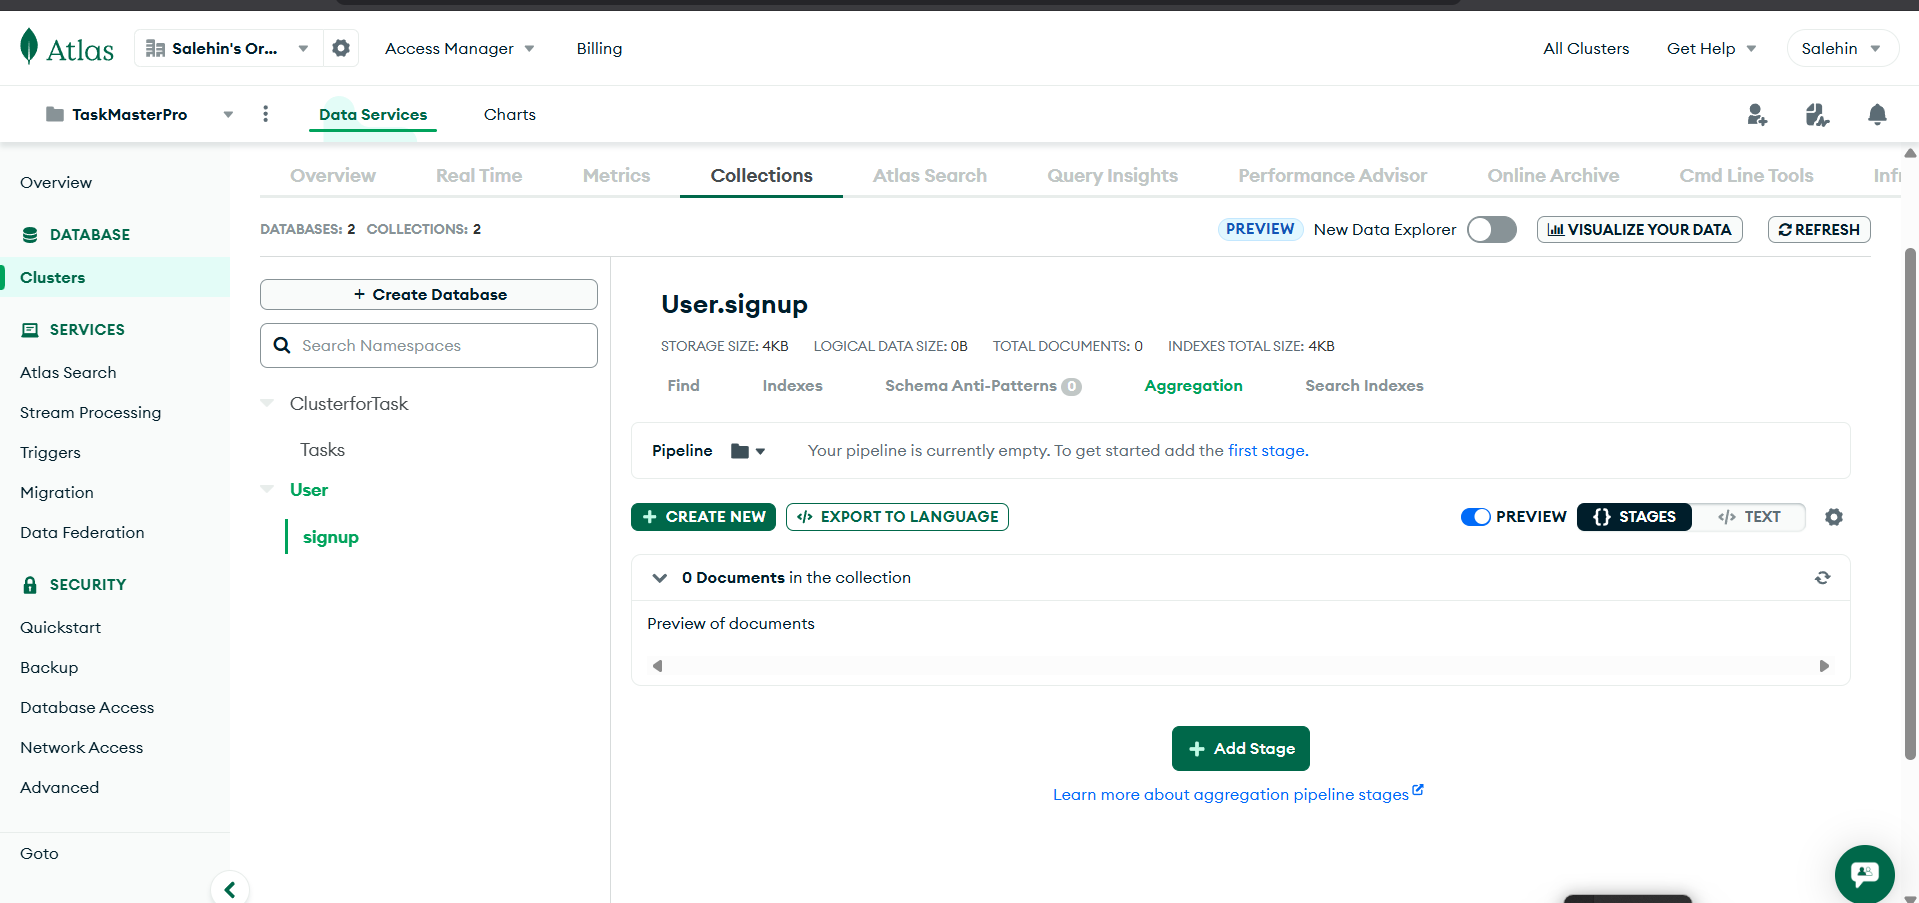 Atlas
Salehin's Or...
Access Manager
Billing
All Clusters
Get Help
Salehin
TaskMasterPro
Data Services
Charts
Overview
DATABASE
Clusters
SERVICES
Atlas Search
Stream Processing
Triggers
Migration
Data Federation
SECURITY
Quickstart
Backup
Database Access
Network Access
Advanced
Goto
Overview
Real Time
Metrics
Collections
Atlas Search
Query Insights
Performance Advisor
Online Archive
Cmd Line Tools
DATABASES: 2 COLLECTIONS: 2
PREVIEW New Data Explorer
VISUALIZE YOUR DATA
REFRESH
+ Create Database
Search Namespaces
ClusterforTask
Tasks
User
signup
User.signup
STORAGE SIZE: 4KB LOGICAL DATA SIZE: 0B TOTAL DOCUMENTS: 0 INDEXES TOTAL SIZE: 4KB
Find
Indexes
Schema Anti-Patterns 0
Aggregation
Search Indexes
Pipeline
Your pipeline is currently empty. To get started add the first stage.
+ CREATE NEW
</> EXPORT TO LANGUAGE
PREVIEW
{} STAGES
</> TEXT
0 Documents in the collection
Preview of documents
+ Add Stage
Learn more about aggregation pipeline stages